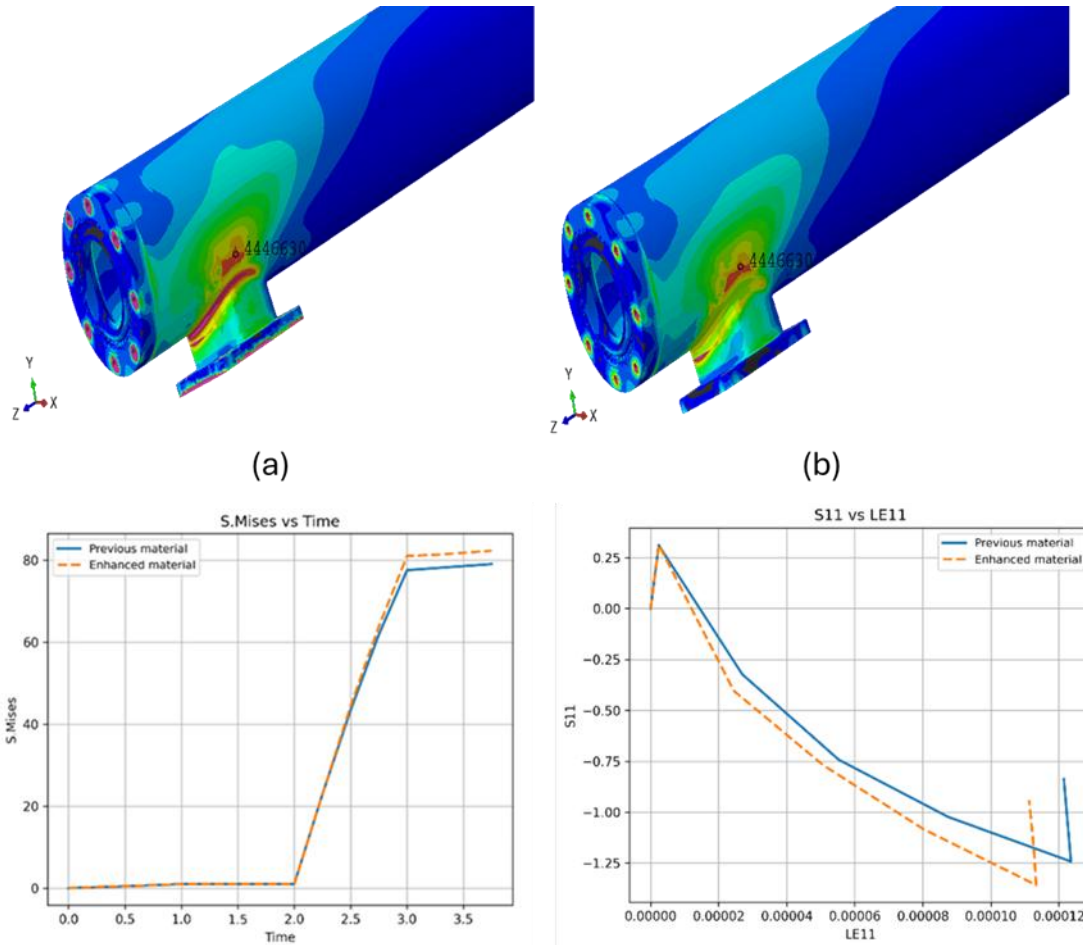 4446630
4446630
Y
Z
X
Y
Z
X
(a)
(b)
S.Mises vs Time
Previous material
Enhanced material
S.Mises
80
60
40
20
0
0.0 0.5 1.0 1.5 2.0 2.5 3.0 3.5
Time
S11 vs LE11
Previous material
Enhanced material
S11
0.25
0.00
−0.25
−0.50
−0.75
−1.00
−1.25
0.00000 0.00002 0.00004 0.00006 0.00008 0.00010 0.00012
LE11